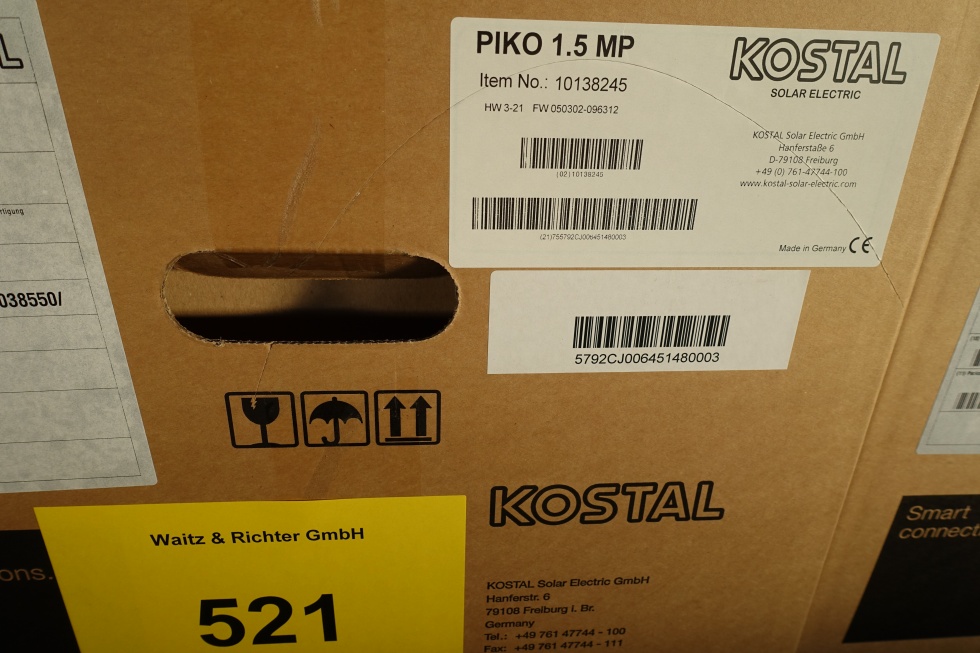 L
rtigung
038550/
PIKO 1.5 MP
Item No.: 10138245
HW 3-21 FW 050302-096312
(02)10138245
(21)755792CJ006451480003
KOSTAL
SOLAR ELECTRIC
KOSTAL Solar Electric GmbH
Hanferstaße 6
D-79108 Freiburg
+49 (0) 761-47744-100
www.kostal-solar-electric.com
Made in Germany CE
5792CJ006451480003
KOSTAL
KOSTAL Solar Electric GmbH
Hanferstr. 6
79108 Freiburg i. Br.
Germany
Tel.: +49 761 47744 - 100
Fax: +49 761 47744 - 111
ons.
Waitz & Richter GmbH
521
Smart
connect